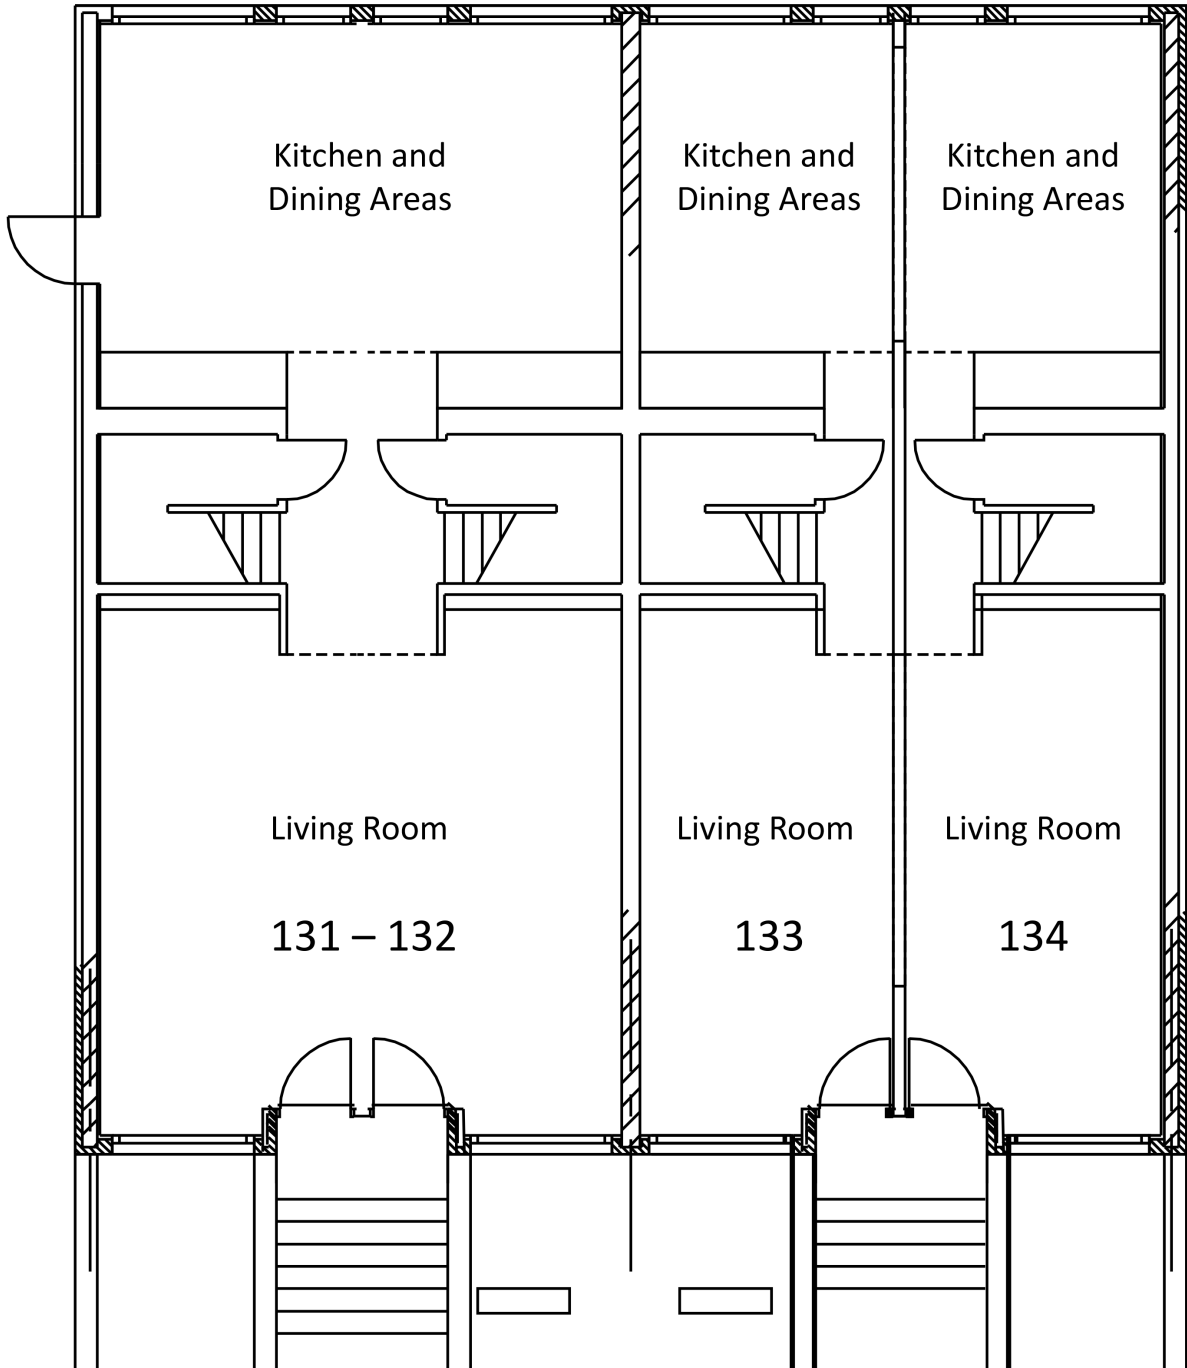 Kitchen and
Dining Areas
Kitchen and
Dining Areas
Kitchen and
Dining Areas
Living Room
Living Room
Living Room
131 – 132
133
134